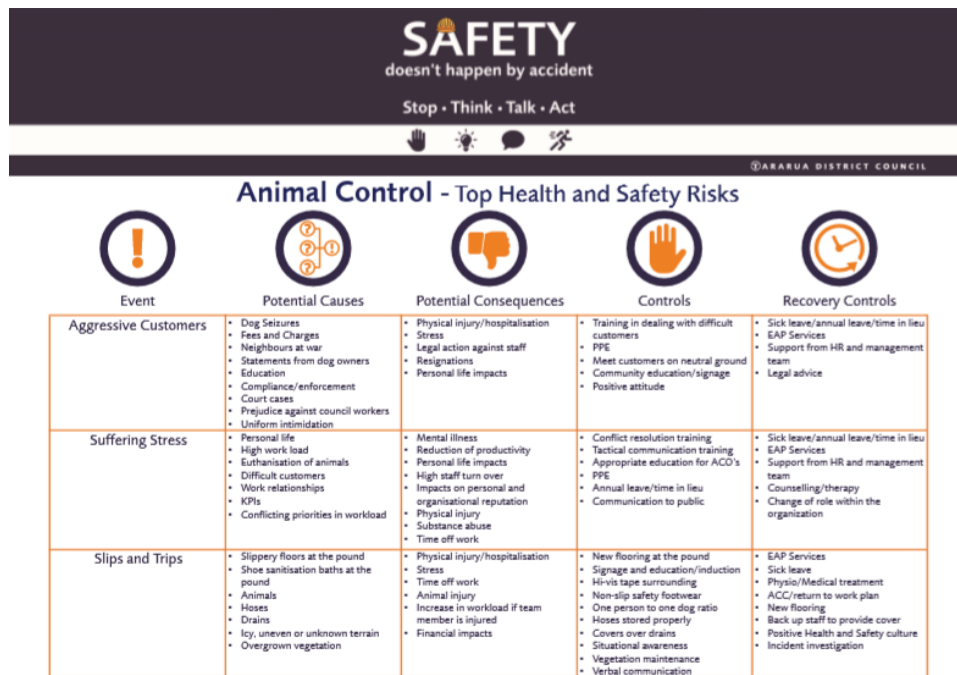 SAFETY
doesn't happen by accident
Stop • Think • Talk • Act
TARARUA DISTRICT COUNCIL
Animal Control - Top Health and Safety Risks
Event
Potential Causes
Potential Consequences
Controls
Recovery Controls
Aggressive Customers
• Dog Seizures
• Fees and Charges
• Neighbours at war
• Statements from dog owners
• Education
• Compliance/enforcement
• Court cases
• Prejudice against council workers
• Uniform intimidation
• Physical injury/hospitalisation
• Stress
• Legal action against staff
• Resignations
• Personal life impacts
• Training in dealing with difficult
customers
• PPE
• Meet customers on neutral ground
• Community education/signage
• Positive attitude
• Sick leave/annual leave/time in lieu
• EAP Services
• Support from HR and management
team
• Legal advice
Suffering Stress
• Personal life
• High work load
• Euthanisation of animals
• Difficult customers
• Work relationships
• KPIs
• Conflicting priorities in workload
• Mental illness
• Reduction of productivity
• Personal life impacts
• High staff turn over
• Impacts on personal and
organisational reputation
• Physical injury
• Substance abuse
• Time off work
• Conflict resolution training
• Tactical communication training
• Appropriate education for ACO's
• PPE
• Annual leave/time in lieu
• Communication to public
• Sick leave/annual leave/time in lieu
• EAP Services
• Support from HR and management
team
• Counselling/therapy
• Change of role within the
organization
Slips and Trips
• Slippery floors at the pound
• Shoe sanitisation baths at the
pound
• Animals
• Hoses
• Drains
• Icy, uneven or unknown terrain
• Overgrown vegetation
• Physical injury/hospitalisation
• Stress
• Time off work
• Animal injury
• Increase in workload if team
member is injured
• Financial impacts
• New flooring at the pound
• Signage and education/induction
• Hi-vis tape surrounding
• Non-slip safety footwear
• One person to one dog ratio
• Hoses stored properly
• Covers over drains
• Situational awareness
• Vegetation maintenance
• Verbal communication
• EAP Services
• Sick leave
• Physio/Medical treatment
• ACC/return to work plan
• New flooring
• Back up staff to provide cover
• Positive Health and Safety culture
• Incident investigation